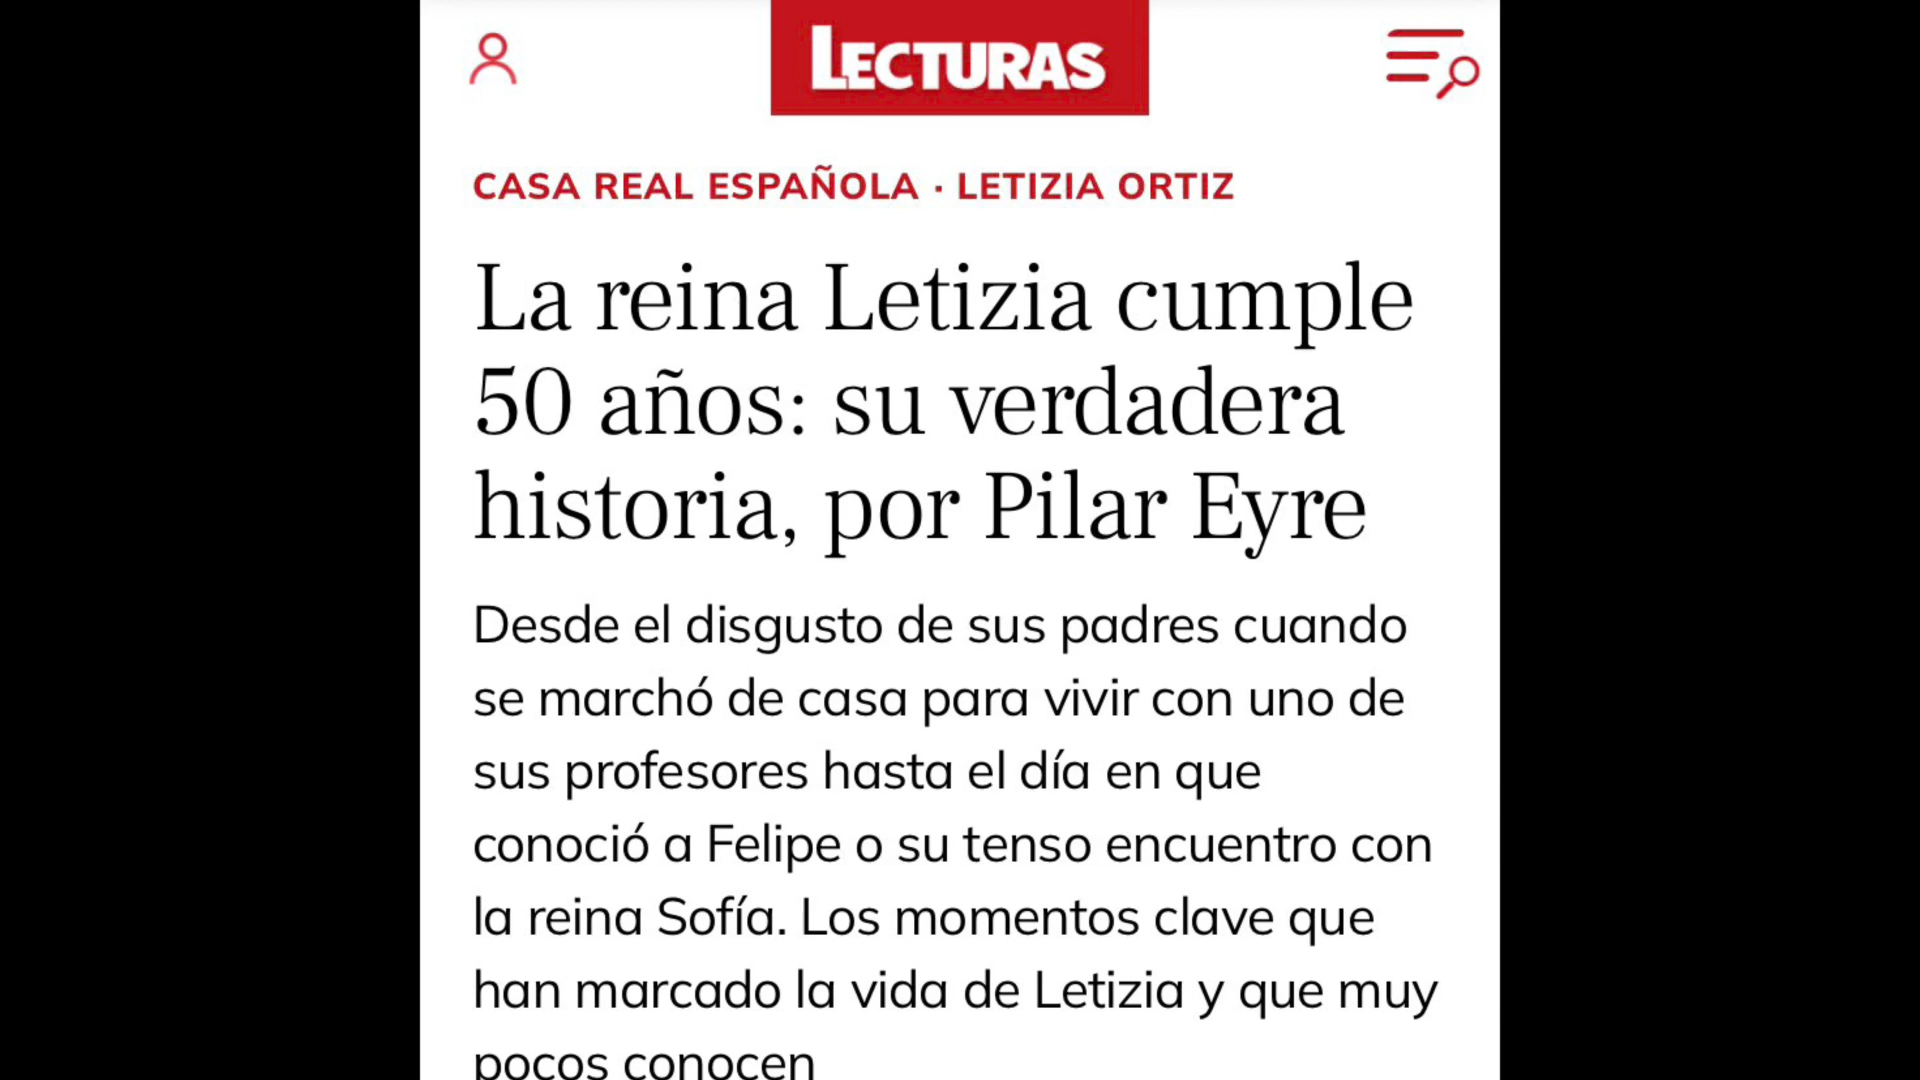 LECTURAS
CASA REAL ESPAÑOLA · LETIZIA ORTIZ
La reina Letizia cumple
50 años: su verdadera
historia, por Pilar Eyre
Desde el disgusto de sus padres cuando
se marchó de casa para vivir con uno de
sus profesores hasta el día en que
conoció a Felipe o su tenso encuentro con
la reina Sofía. Los momentos clave que
han marcado la vida de Letizia y que muy
pocos conocen